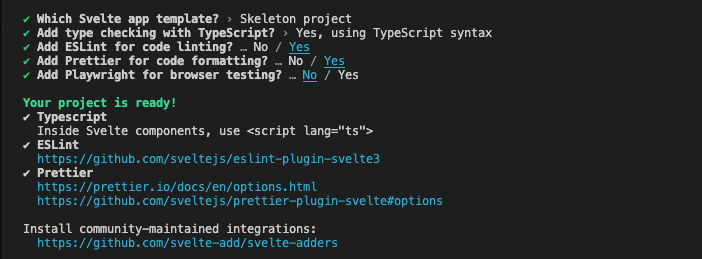 ✔ Which Svelte app template? › Skeleton project
✔ Add type checking with TypeScript? › Yes, using TypeScript syntax
✔ Add ESLint for code linting? … No / Yes
✔ Add Prettier for code formatting? … No / Yes
✔ Add Playwright for browser testing? … No / Yes
Your project is ready!
✔ Typescript
Inside Svelte components, use <script lang="ts">
✔ ESLint
https://github.com/sveltejs/eslint-plugin-svelte3
✔ Prettier
https://prettier.io/docs/en/options.html
https://github.com/sveltejs/prettier-plugin-svelte#options
Install community-maintained integrations:
https://github.com/svelte-add/svelte-adders